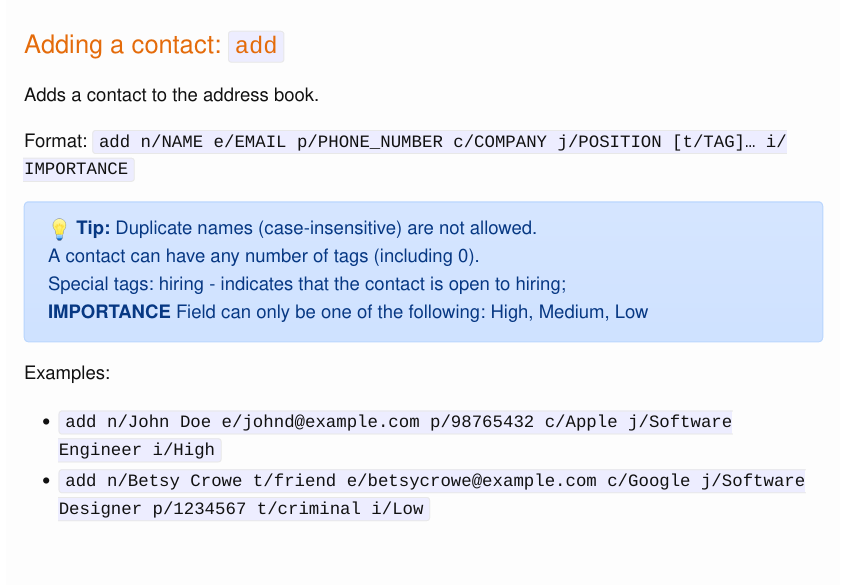 Adding a contact: add
Adds a contact to the address book.
Format: add n/NAME e/EMAIL p/PHONE_NUMBER c/COMPANY j/POSITION [t/TAG]… i/
IMPORTANCE
💡 Tip: Duplicate names (case-insensitive) are not allowed.
A contact can have any number of tags (including 0).
Special tags: hiring - indicates that the contact is open to hiring;
IMPORTANCE Field can only be one of the following: High, Medium, Low
Examples:
• add n/John Doe e/johnd@example.com p/98765432 c/Apple j/Software
Engineer i/High
• add n/Betsy Crowe t/friend e/betsycrowe@example.com c/Google j/Software
Designer p/1234567 t/criminal i/Low